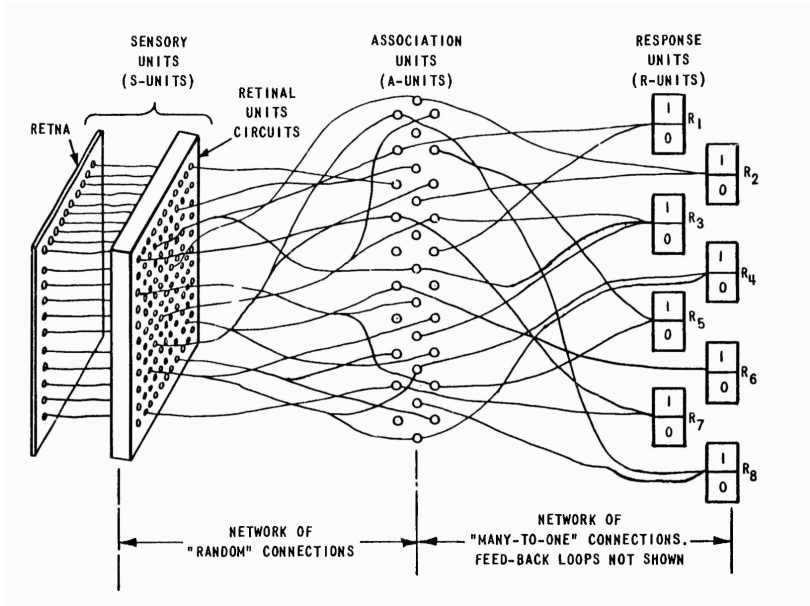 SENSORY
UNITS
(S-UNITS)
ASSOCIATION
UNITS
(A-UNITS)
RESPONSE
UNITS
(R-UNITS)
RETNA
RETINAL
UNITS
CIRCUITS
1
0
R1
1
0
R2
1
0
R3
1
0
R4
1
0
R5
1
0
R6
1
0
R7
1
0
R8
NETWORK OF
"RANDOM" CONNECTIONS
NETWORK OF
"MANY-TO-ONE" CONNECTIONS.
FEED-BACK LOOPS NOT SHOWN